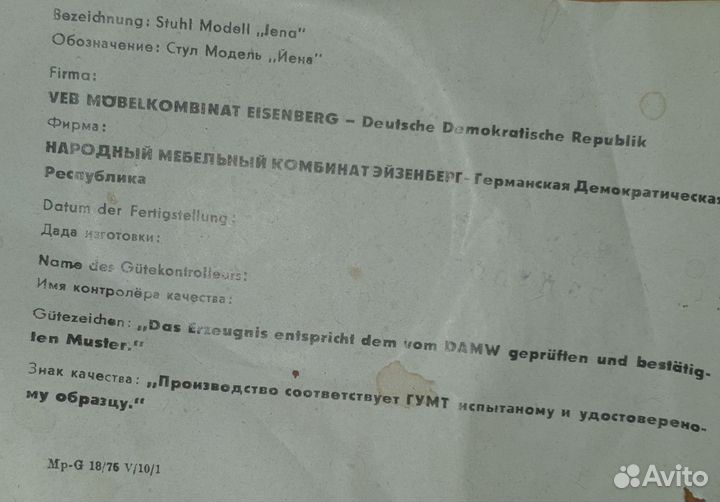 Bezeichnung: Stuhl Modell „Jena"
Обозначение: Стул Модель „Йена"
Firma:
VEB MÖBELKOMBINAT EISENBERG – Deutsche Demokratische Republik
Фирма:
НАРОДНЫЙ МЕБЕЛЬНЫЙ КОМБИНАТ ЭЙЗЕНБЕРГ- Германская Демократическая
Республика
Datum der Fertigstellung:
Дада изготовки:
Name des Gütekontrolleurs:
Имя контролёра качества:
Gütezeichen: „Das Erzeugnis entspricht dem vom DAMW geprüften und bestätig-
ten Muster."
Знак качества: „Производство соответствует ГУМТ испытаному и удостоверено-
му образцу."
Mp-G 18/76 V/10/1
Avito